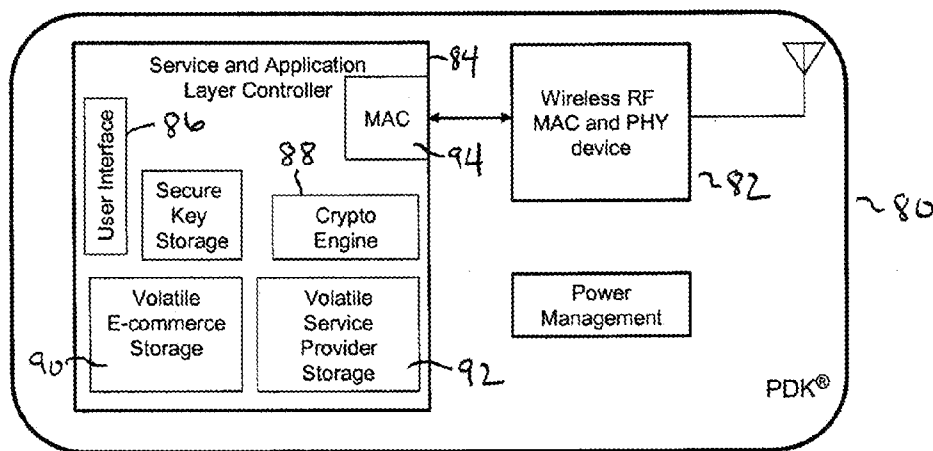 Service and Application
Layer Controller
84
User Interface
86
MAC
94
88
Secure
Key
Storage
Crypto
Engine
Volatile
E-commerce
Storage
90
Volatile
Service
Provider
Storage
92
Wireless RF
MAC and PHY
device
82
80
Power
Management
PDK®